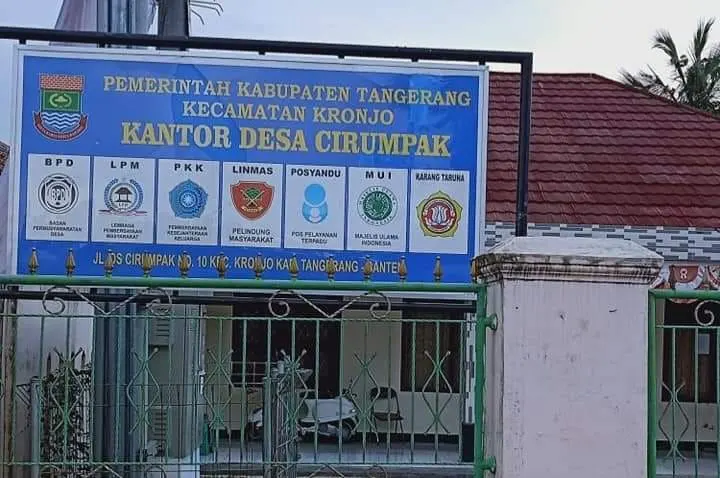 PEMERINTAH KABUPATEN TANGERANG
KECAMATAN KRONJO
KANTOR DESA CIRUMPAK
BPD
BADAN
PERMUSYAWARATAN
DESA
LPM
LEMBAGA
PEMBERDAYAAN
MASYARAKAT
PKK
PEMBERDAYAAN
KESEJAHTERAAN
KELUARGA
LINMAS
PELINDUNG
MASYARAKAT
POSYANDU
POS PELAYANAN
TERPADU
MUI
MAJELIS ULAMA
INDONESIA
KARANG TARUNA
JL. DS CIRUMPAK NO. 10 KEC. KRONJO KAB. TANGERANG - BANTEN